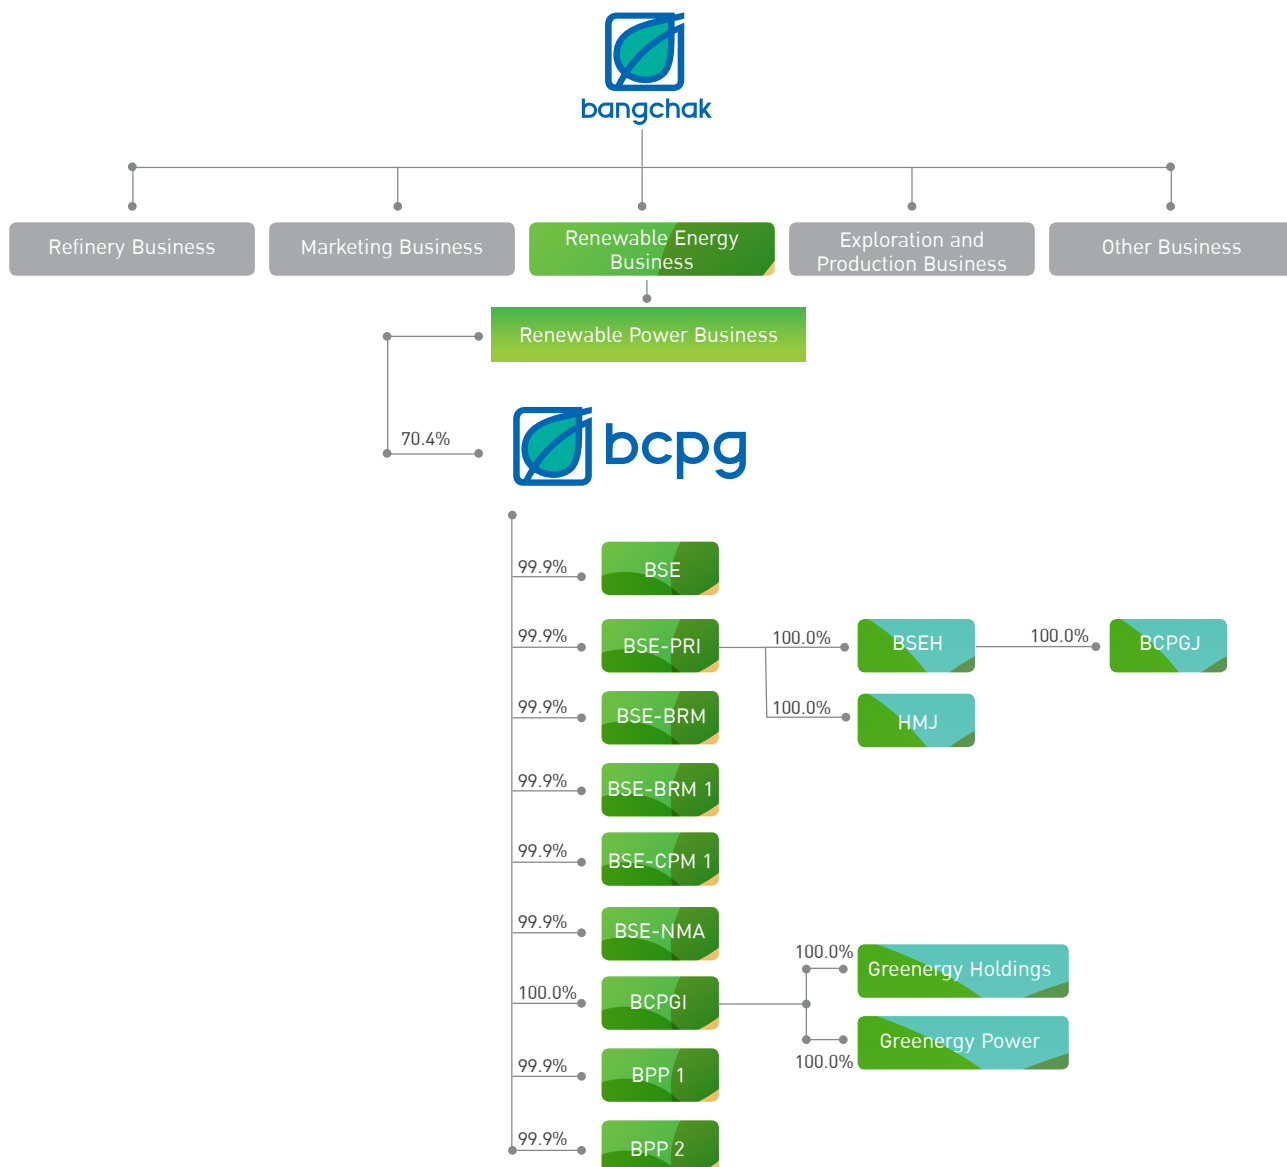 bangchak
Refinery Business
Marketing Business
Renewable Energy
Business
Exploration and
Production Business
Other Business
Renewable Power Business
70.4%
bcpg
99.9%
BSE
99.9%
BSE-PRI
100.0%
BSEH
100.0%
BCPGJ
99.9%
BSE-BRM
100.0%
HMJ
99.9%
BSE-BRM 1
99.9%
BSE-CPM 1
99.9%
BSE-NMA
100.0%
BCPGI
100.0%
Greenergy Holdings
Greenergy Power
100.0%
99.9%
BPP 1
99.9%
BPP 2